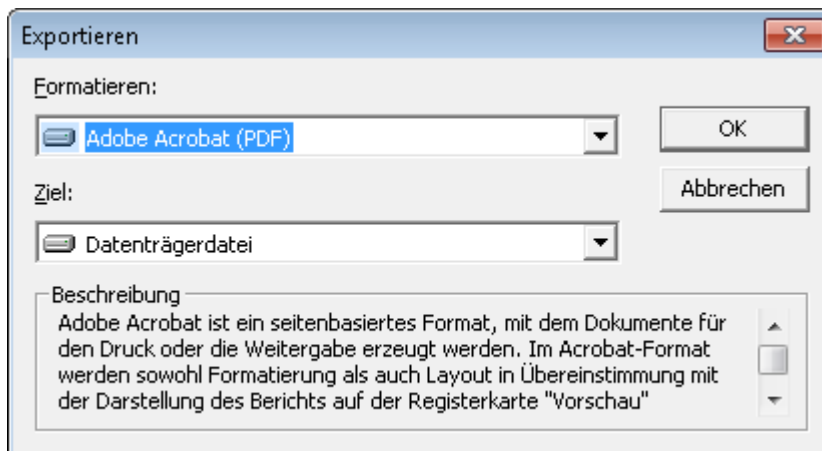 Exportieren
Formatieren:
Adobe Acrobat (PDF)
OK
Ziel:
Abbrechen
Datenträgerdatei
Beschreibung
Adobe Acrobat ist ein seitenbasiertes Format, mit dem Dokumente für
den Druck oder die Weitergabe erzeugt werden. Im Acrobat-Format
werden sowohl Formatierung als auch Layout in Übereinstimmung mit
der Darstellung des Berichts auf der Registerkarte "Vorschau"